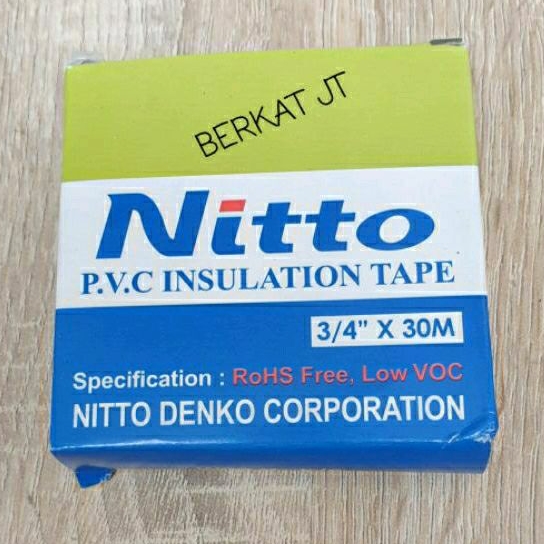 BERKAT JT
Nitto
P.V.C INSULATION TAPE
3/4" X 30M
Specification : RoHS Free, Low VOC
NITTO DENKO CORPORATION